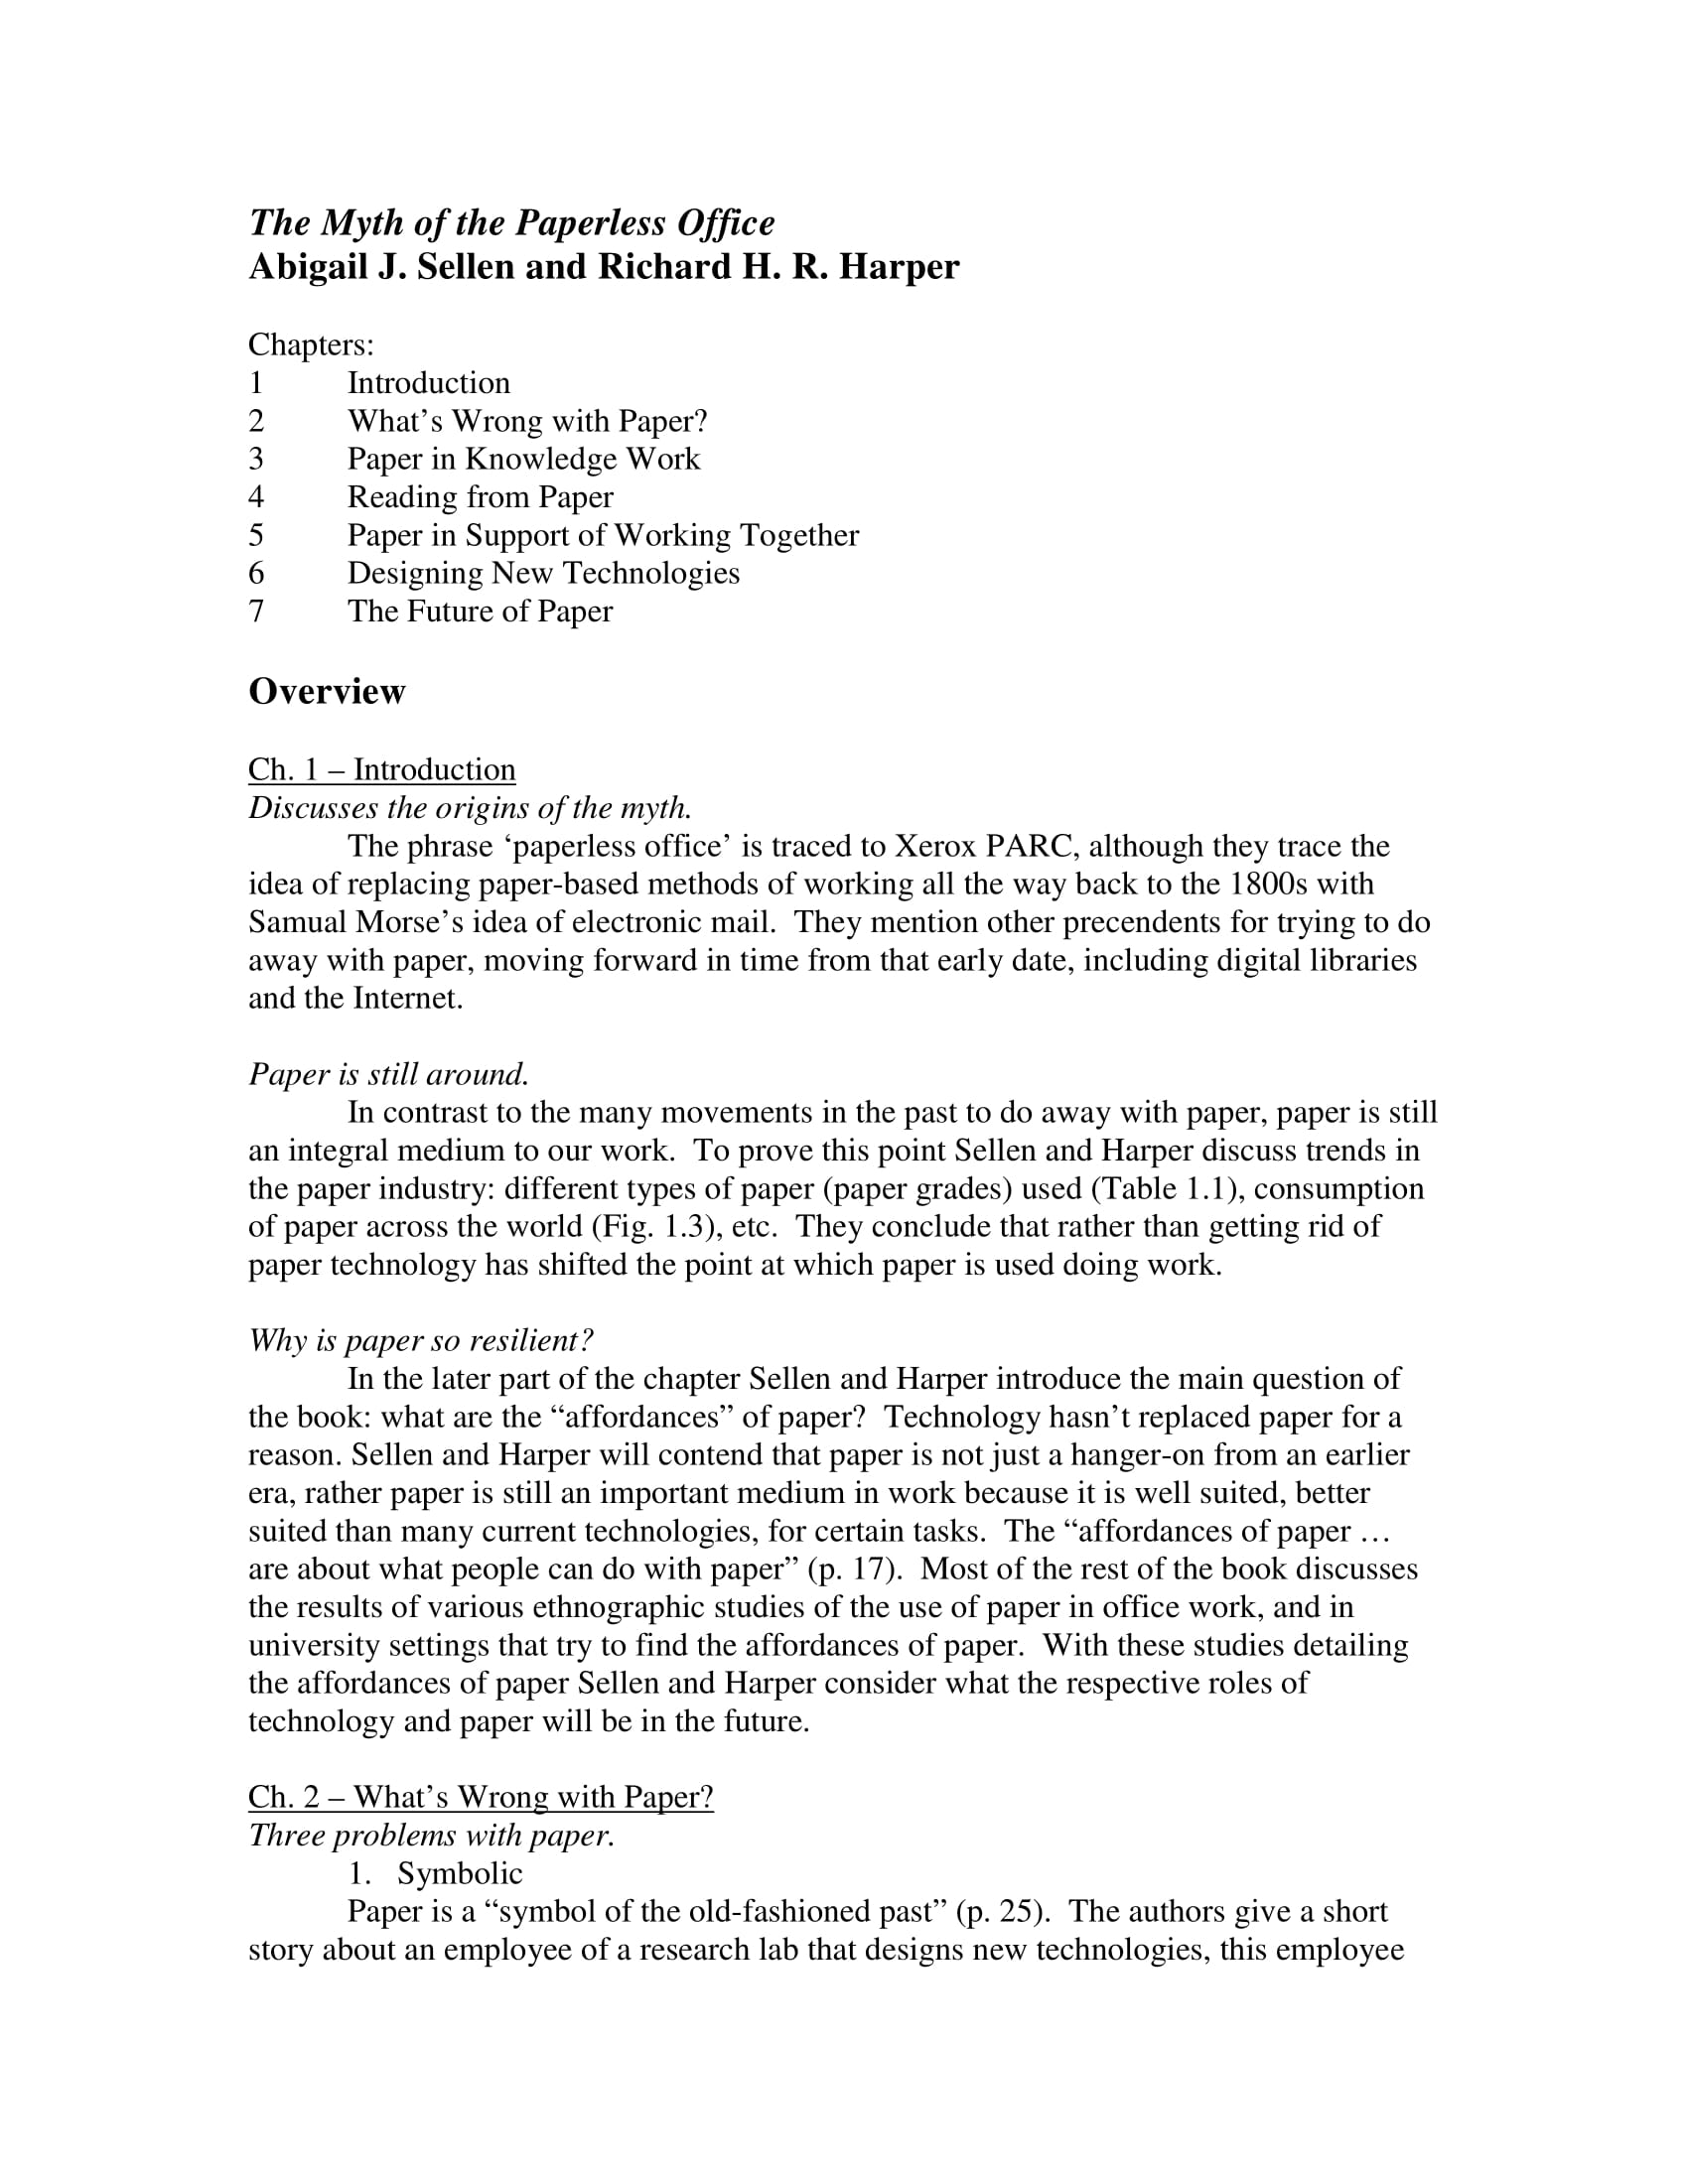 The Myth of the Paperless Office
Abigail J. Sellen and Richard H. R. Harper
Chapters:
1 Introduction
2 What’s Wrong with Paper?
3 Paper in Knowledge Work
4 Reading from Paper
5 Paper in Support of Working Together
6 Designing New Technologies
7 The Future of Paper
Overview
Ch. 1 – Introduction
Discusses the origins of the myth.
The phrase ‘paperless office’ is traced to Xerox PARC, although they trace the
idea of replacing paper-based methods of working all the way back to the 1800s with
Samual Morse’s idea of electronic mail.  They mention other precendents for trying to do
away with paper, moving forward in time from that early date, including digital libraries
and the Internet.
Paper is still around.
In contrast to the many movements in the past to do away with paper, paper is still
an integral medium to our work.  To prove this point Sellen and Harper discuss trends in
the paper industry: different types of paper (paper grades) used (Table 1.1), consumption
of paper across the world (Fig. 1.3), etc.  They conclude that rather than getting rid of
paper technology has shifted the point at which paper is used doing work.
Why is paper so resilient?
In the later part of the chapter Sellen and Harper introduce the main question of
the book: what are the “affordances” of paper?  Technology hasn’t replaced paper for a
reason. Sellen and Harper will contend that paper is not just a hanger-on from an earlier
era, rather paper is still an important medium in work because it is well suited, better
suited than many current technologies, for certain tasks.  The “affordances of paper …
are about what people can do with paper” (p. 17).  Most of the rest of the book discusses
the results of various ethnographic studies of the use of paper in office work, and in
university settings that try to find the affordances of paper.  With these studies detailing
the affordances of paper Sellen and Harper consider what the respective roles of
technology and paper will be in the future.
Ch. 2 – What’s Wrong with Paper?
Three problems with paper.
1. Symbolic
Paper is a “symbol of the old-fashioned past” (p. 25).  The authors give a short
story about an employee of a research lab that designs new technologies, this employee